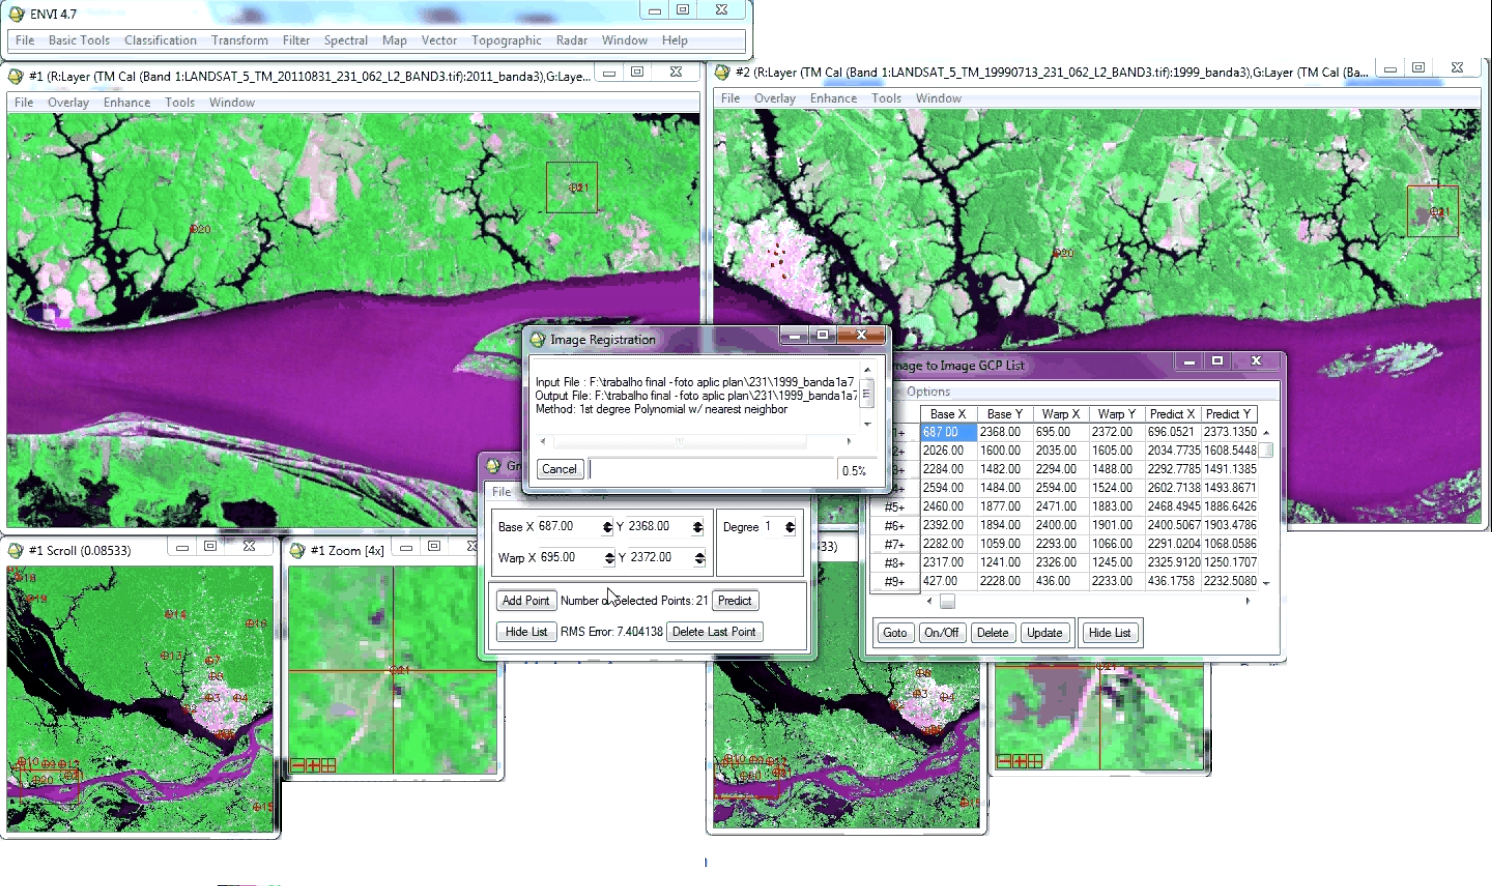 ENVI 4.7
File Basic Tools Classification Transform Filter Spectral Map Vector Topographic Radar Window Help
#1 (R:Layer (TM Cal (Band 1:LANDSAT_5_TM_20110831_231_062_L2_BAND3.tif):2011_banda3),G:Laye...
File Overlay Enhance Tools Window
#2 (R:Layer (TM Cal (Band 1:LANDSAT_5_TM_19990713_231_062_L2_BAND3.tif):1999_banda3),G:Layer (TM Cal (Ba...
File Overlay Enhance Tools Window
21
20
21
20
Image Registration
Input File : F:\trabalho final - foto aplic plan\231\1999_banda1a7
Output File: F:\trabalho final - foto aplic plan\231\1999_banda1a7
Method: 1st degree Polynomial w/ nearest neighbor
Cancel 0.5%
mage to Image GCP List
Options
Base X Base Y Warp X Warp Y Predict X Predict Y
1+ 687.00 2368.00 695.00 2372.00 696.0521 2373.1350
2+ 2026.00 1600.00 2035.00 1605.00 2034.7735 1608.5448
3+ 2284.00 1482.00 2294.00 1488.00 2292.7785 1491.1385
4+ 2594.00 1484.00 2594.00 1524.00 2602.7138 1493.8671
#5+ 2460.00 1877.00 2471.00 1883.00 2468.4945 1886.6426
#6+ 2392.00 1894.00 2400.00 1901.00 2400.5067 1903.4786
#7+ 2282.00 1059.00 2293.00 1066.00 2291.0204 1068.0586
#8+ 2317.00 1241.00 2326.00 1245.00 2325.9120 1250.1707
#9+ 427.00 2228.00 436.00 2233.00 436.1758 2232.5080
Goto On/Off Delete Update Hide List
Gr
File
Base X 687.00 Y 2368.00 Degree 1
Warp X 695.00 Y 2372.00
Add Point Number of Selected Points: 21 Predict
Hide List RMS Error: 7.404138 Delete Last Point
#1 Scroll (0.08533)
17
18
19
14
16
13
7
8
3 4
2
10 9 12
20
15
#1 Zoom [4x]
21
33)
8
3 4
10 9 12
20 21
21